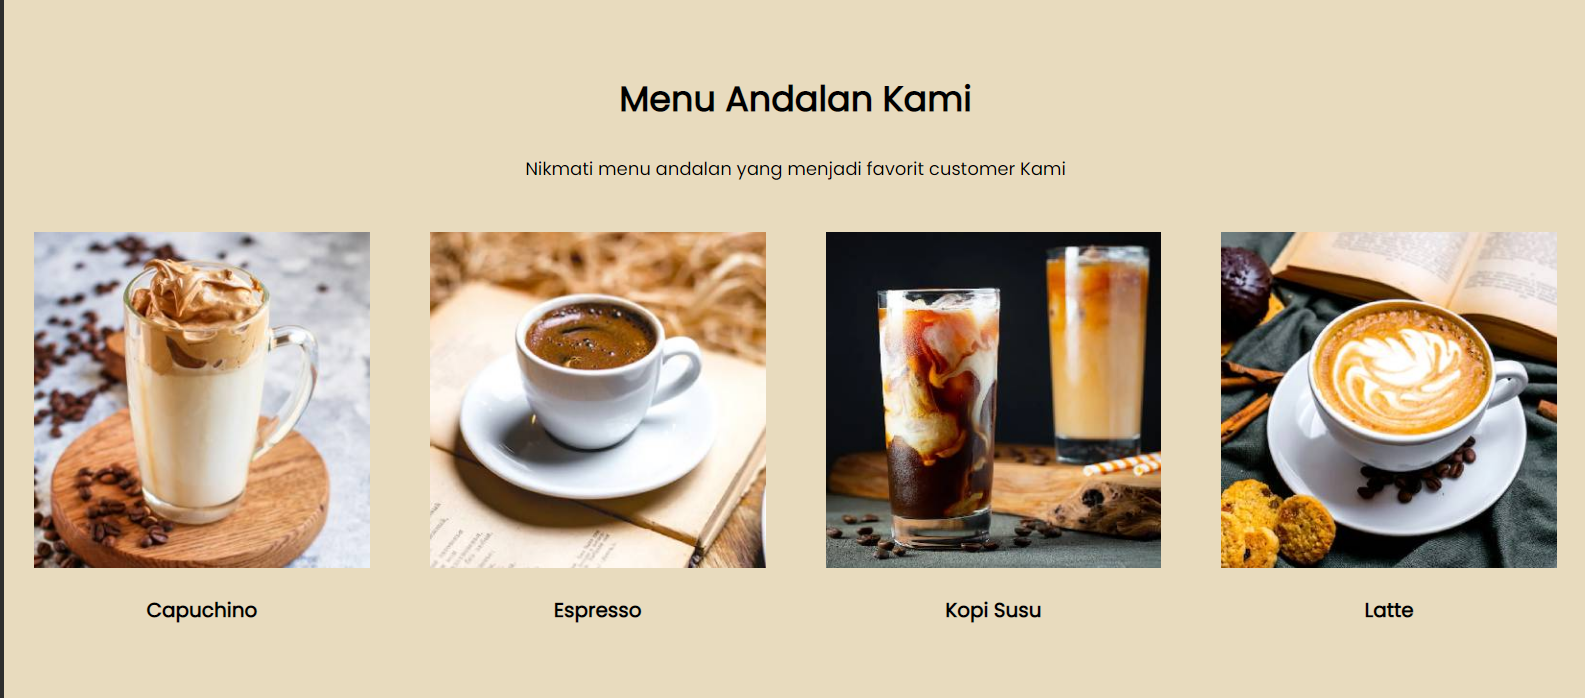 Menu Andalan Kami
Nikmati menu andalan yang menjadi favorit customer Kami
Capuchino
Espresso
Kopi Susu
Latte